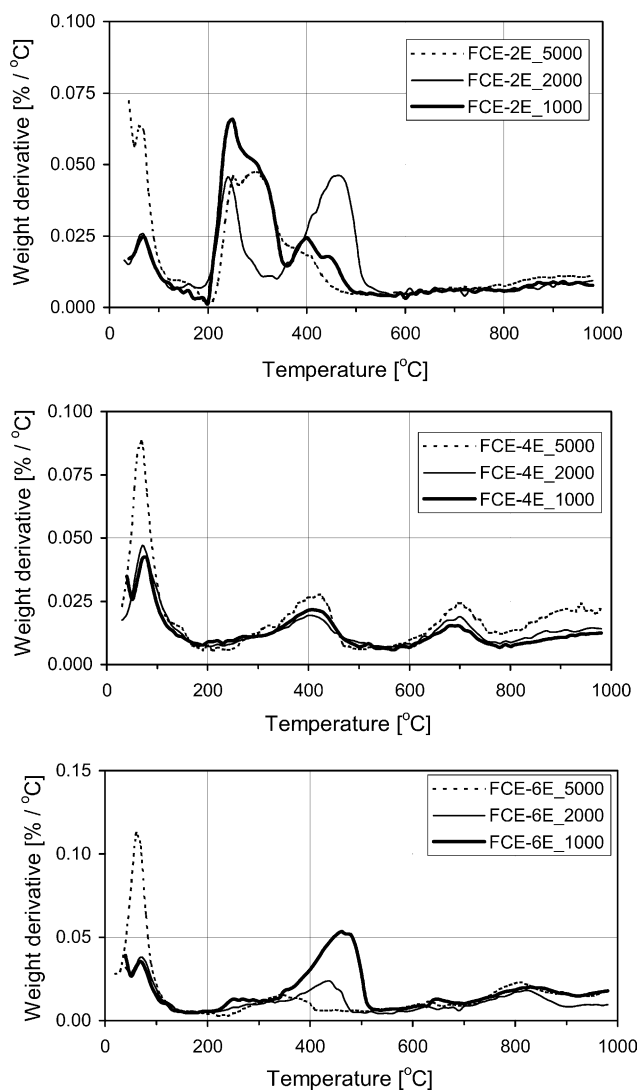 0.100
FCE-2E_5000
FCE-2E_2000
FCE-2E_1000
0.075
0.050
0.025
0.000
Weight derivative [% / °C]
0 200 400 600 800 1000
Temperature [°C]
0.100
FCE-4E_5000
FCE-4E_2000
FCE-4E_1000
0.075
0.050
0.025
0.000
Weight derivative [% / °C]
0 200 400 600 800 1000
Temperature [°C]
0.15
FCE-6E_5000
FCE-6E_2000
FCE-6E_1000
0.10
0.05
0.00
Weight derivative [% / °C]
0 200 400 600 800 1000
Temperature [°C]